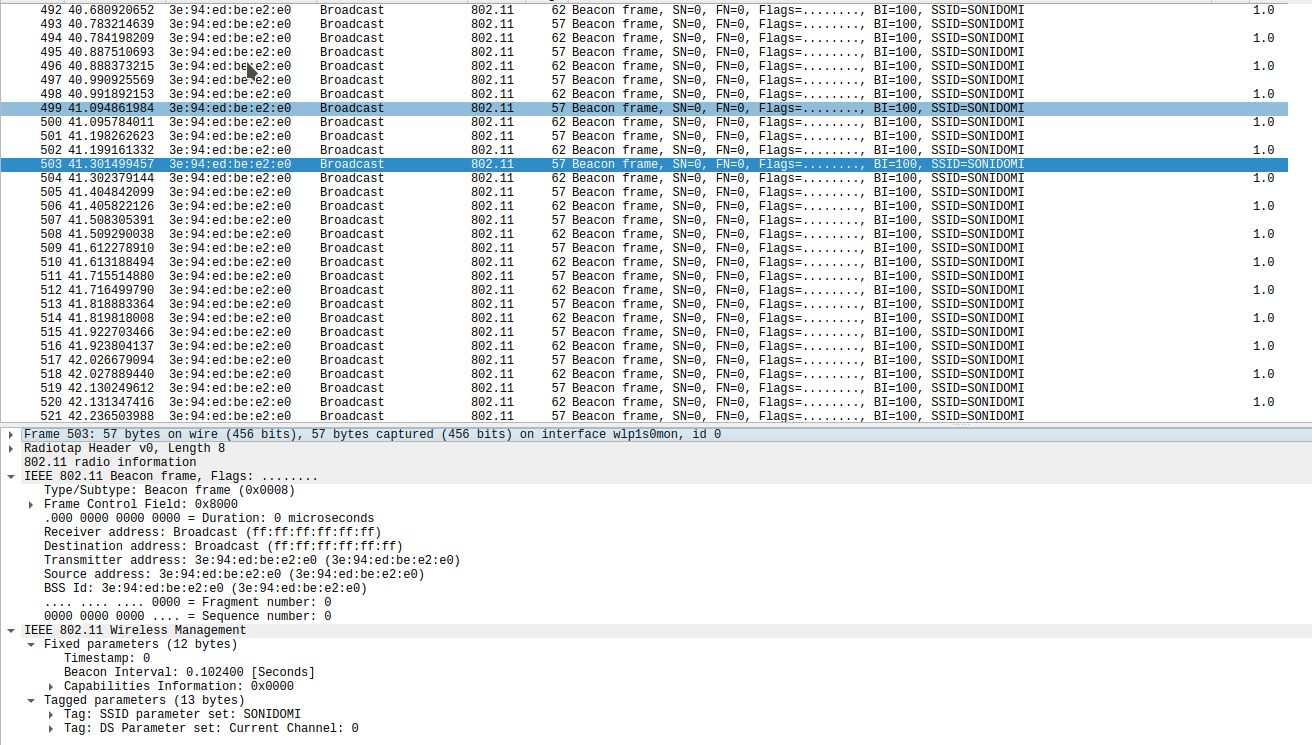 492 40.680920652 3e:94:ed:be:e2:e0 Broadcast 802.11 62 Beacon frame, SN=0, FN=0, Flags=........, BI=100, SSID=SONIDOMI 1.0
493 40.783214639 3e:94:ed:be:e2:e0 Broadcast 802.11 57 Beacon frame, SN=0, FN=0, Flags=........, BI=100, SSID=SONIDOMI
494 40.784198209 3e:94:ed:be:e2:e0 Broadcast 802.11 62 Beacon frame, SN=0, FN=0, Flags=........, BI=100, SSID=SONIDOMI 1.0
495 40.887510693 3e:94:ed:be:e2:e0 Broadcast 802.11 57 Beacon frame, SN=0, FN=0, Flags=........, BI=100, SSID=SONIDOMI
496 40.888373215 3e:94:ed:be:e2:e0 Broadcast 802.11 62 Beacon frame, SN=0, FN=0, Flags=........, BI=100, SSID=SONIDOMI 1.0
497 40.990925569 3e:94:ed:be:e2:e0 Broadcast 802.11 57 Beacon frame, SN=0, FN=0, Flags=........, BI=100, SSID=SONIDOMI
498 40.991892153 3e:94:ed:be:e2:e0 Broadcast 802.11 62 Beacon frame, SN=0, FN=0, Flags=........, BI=100, SSID=SONIDOMI 1.0
499 41.094861984 3e:94:ed:be:e2:e0 Broadcast 802.11 57 Beacon frame, SN=0, FN=0, Flags=........, BI=100, SSID=SONIDOMI
500 41.095784011 3e:94:ed:be:e2:e0 Broadcast 802.11 62 Beacon frame, SN=0, FN=0, Flags=........, BI=100, SSID=SONIDOMI 1.0
501 41.198262623 3e:94:ed:be:e2:e0 Broadcast 802.11 57 Beacon frame, SN=0, FN=0, Flags=........, BI=100, SSID=SONIDOMI
502 41.199161332 3e:94:ed:be:e2:e0 Broadcast 802.11 62 Beacon frame, SN=0, FN=0, Flags=........, BI=100, SSID=SONIDOMI 1.0
503 41.301499457 3e:94:ed:be:e2:e0 Broadcast 802.11 57 Beacon frame, SN=0, FN=0, Flags=........, BI=100, SSID=SONIDOMI
504 41.302379144 3e:94:ed:be:e2:e0 Broadcast 802.11 62 Beacon frame, SN=0, FN=0, Flags=........, BI=100, SSID=SONIDOMI 1.0
505 41.404842099 3e:94:ed:be:e2:e0 Broadcast 802.11 57 Beacon frame, SN=0, FN=0, Flags=........, BI=100, SSID=SONIDOMI
506 41.405822126 3e:94:ed:be:e2:e0 Broadcast 802.11 62 Beacon frame, SN=0, FN=0, Flags=........, BI=100, SSID=SONIDOMI 1.0
507 41.508305391 3e:94:ed:be:e2:e0 Broadcast 802.11 57 Beacon frame, SN=0, FN=0, Flags=........, BI=100, SSID=SONIDOMI
508 41.509290038 3e:94:ed:be:e2:e0 Broadcast 802.11 62 Beacon frame, SN=0, FN=0, Flags=........, BI=100, SSID=SONIDOMI 1.0
509 41.612278910 3e:94:ed:be:e2:e0 Broadcast 802.11 57 Beacon frame, SN=0, FN=0, Flags=........, BI=100, SSID=SONIDOMI
510 41.613188494 3e:94:ed:be:e2:e0 Broadcast 802.11 62 Beacon frame, SN=0, FN=0, Flags=........, BI=100, SSID=SONIDOMI 1.0
511 41.715514880 3e:94:ed:be:e2:e0 Broadcast 802.11 57 Beacon frame, SN=0, FN=0, Flags=........, BI=100, SSID=SONIDOMI
512 41.716499790 3e:94:ed:be:e2:e0 Broadcast 802.11 62 Beacon frame, SN=0, FN=0, Flags=........, BI=100, SSID=SONIDOMI 1.0
513 41.818883364 3e:94:ed:be:e2:e0 Broadcast 802.11 57 Beacon frame, SN=0, FN=0, Flags=........, BI=100, SSID=SONIDOMI
514 41.819818008 3e:94:ed:be:e2:e0 Broadcast 802.11 62 Beacon frame, SN=0, FN=0, Flags=........, BI=100, SSID=SONIDOMI 1.0
515 41.922703466 3e:94:ed:be:e2:e0 Broadcast 802.11 57 Beacon frame, SN=0, FN=0, Flags=........, BI=100, SSID=SONIDOMI
516 41.923804137 3e:94:ed:be:e2:e0 Broadcast 802.11 62 Beacon frame, SN=0, FN=0, Flags=........, BI=100, SSID=SONIDOMI 1.0
517 42.026679094 3e:94:ed:be:e2:e0 Broadcast 802.11 57 Beacon frame, SN=0, FN=0, Flags=........, BI=100, SSID=SONIDOMI
518 42.027889440 3e:94:ed:be:e2:e0 Broadcast 802.11 62 Beacon frame, SN=0, FN=0, Flags=........, BI=100, SSID=SONIDOMI 1.0
519 42.130249612 3e:94:ed:be:e2:e0 Broadcast 802.11 57 Beacon frame, SN=0, FN=0, Flags=........, BI=100, SSID=SONIDOMI
520 42.131347416 3e:94:ed:be:e2:e0 Broadcast 802.11 62 Beacon frame, SN=0, FN=0, Flags=........, BI=100, SSID=SONIDOMI 1.0
521 42.236503988 3e:94:ed:be:e2:e0 Broadcast 802.11 57 Beacon frame, SN=0, FN=0, Flags=........, BI=100, SSID=SONIDOMI
Frame 503: 57 bytes on wire (456 bits), 57 bytes captured (456 bits) on interface wlp1s0mon, id 0
Radiotap Header v0, Length 8
802.11 radio information
IEEE 802.11 Beacon frame, Flags: ........
Type/Subtype: Beacon frame (0x0008)
Frame Control Field: 0x8000
.000 0000 0000 0000 = Duration: 0 microseconds
Receiver address: Broadcast (ff:ff:ff:ff:ff:ff)
Destination address: Broadcast (ff:ff:ff:ff:ff:ff)
Transmitter address: 3e:94:ed:be:e2:e0 (3e:94:ed:be:e2:e0)
Source address: 3e:94:ed:be:e2:e0 (3e:94:ed:be:e2:e0)
BSS Id: 3e:94:ed:be:e2:e0 (3e:94:ed:be:e2:e0)
.... .... .... 0000 = Fragment number: 0
0000 0000 0000 .... = Sequence number: 0
IEEE 802.11 Wireless Management
Fixed parameters (12 bytes)
Timestamp: 0
Beacon Interval: 0.102400 [Seconds]
Capabilities Information: 0x0000
Tagged parameters (13 bytes)
Tag: SSID parameter set: SONIDOMI
Tag: DS Parameter set: Current Channel: 0